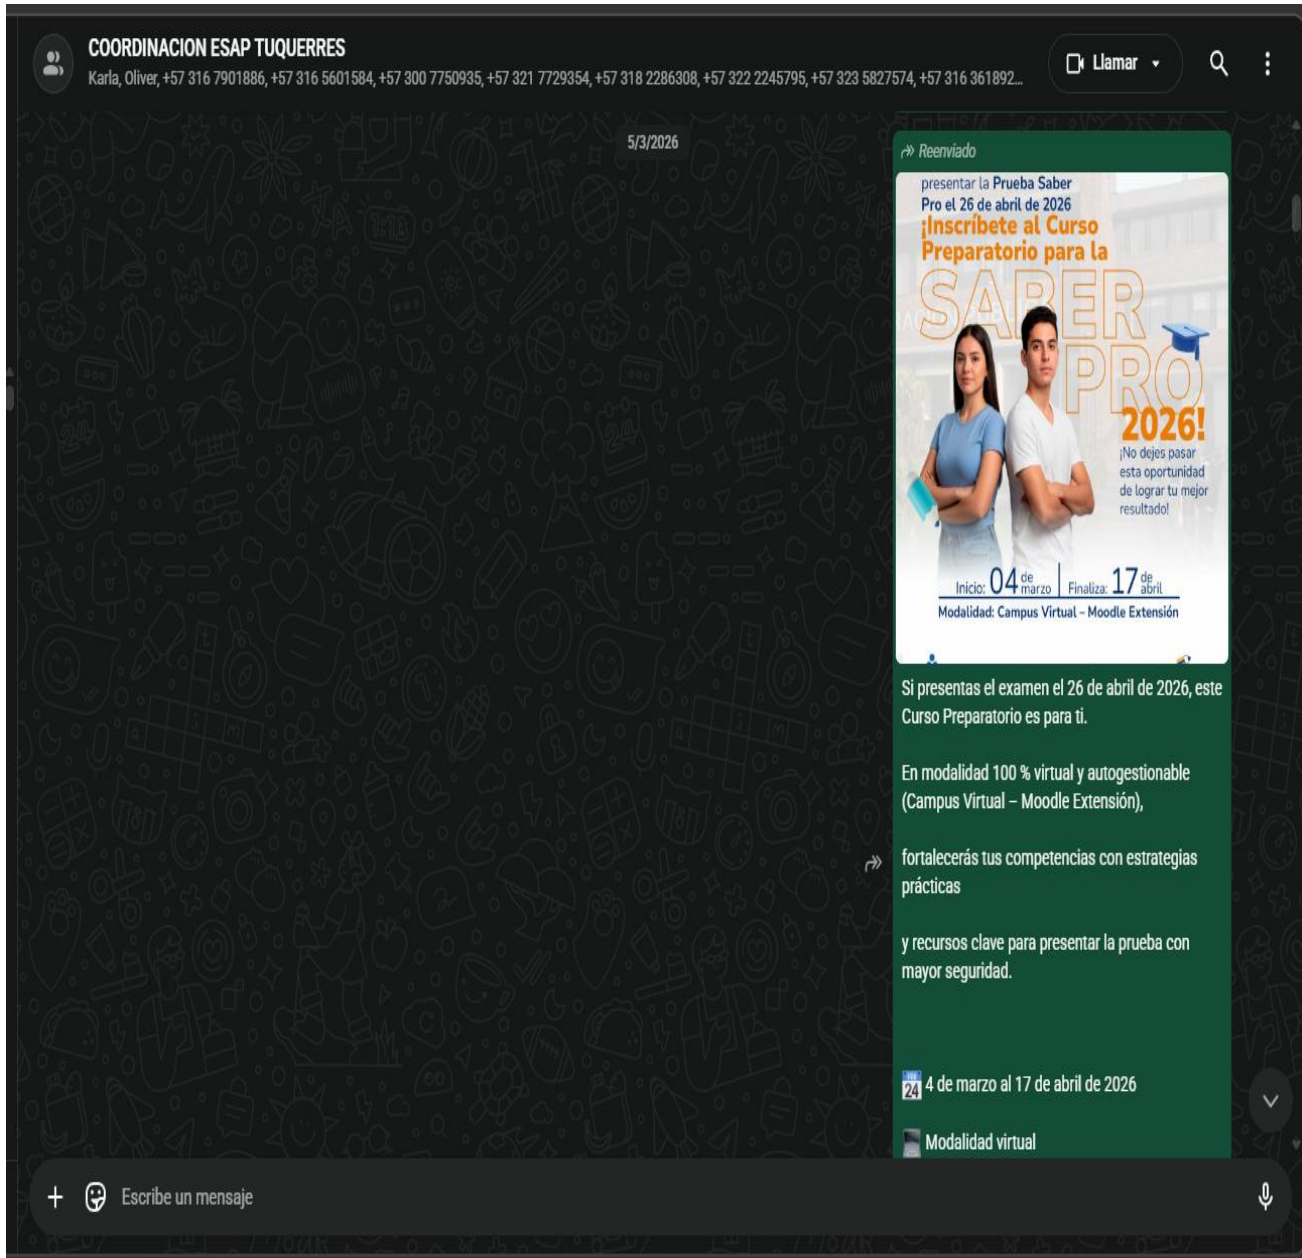 COORDINACION ESAP TUQUERRES
Karla, Oliver, +57 316 7901886, +57 316 5601584, +57 300 7750935, +57 321 7729354, +57 318 2286308, +57 322 2245795, +57 323 5827574, +57 316 361892...
Llamar
5/3/2026
Reenviado
presentar la Prueba Saber
Pro el 26 de abril de 2026
¡Inscríbete al Curso
Preparatorio para la
SABER
PRO
2026!
¡No dejes pasar
esta oportunidad
de lograr tu mejor
resultado!
Inicio: 04 de marzo | Finaliza: 17 de abril
Modalidad: Campus Virtual – Moodle Extensión
Si presentas el examen el 26 de abril de 2026, este
Curso Preparatorio es para ti.
En modalidad 100 % virtual y autogestionable
(Campus Virtual – Moodle Extensión),
fortalecerás tus competencias con estrategias
prácticas
y recursos clave para presentar la prueba con
mayor seguridad.
24 4 de marzo al 17 de abril de 2026
Modalidad virtual
Escribe un mensaje